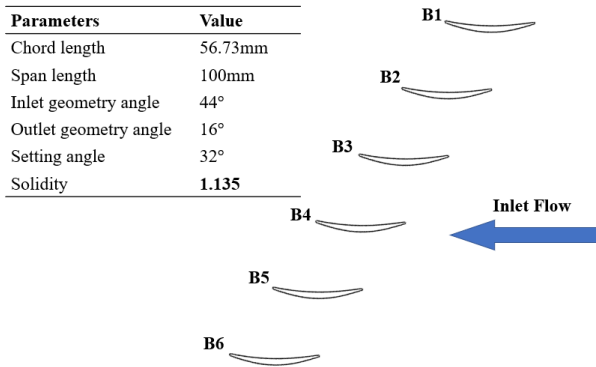 Parameters Value
Chord length 56.73mm
Span length 100mm
Inlet geometry angle 44°
Outlet geometry angle 16°
Setting angle 32°
Solidity 1.135
B1
B2
B3
B4
Inlet Flow
B5
B6